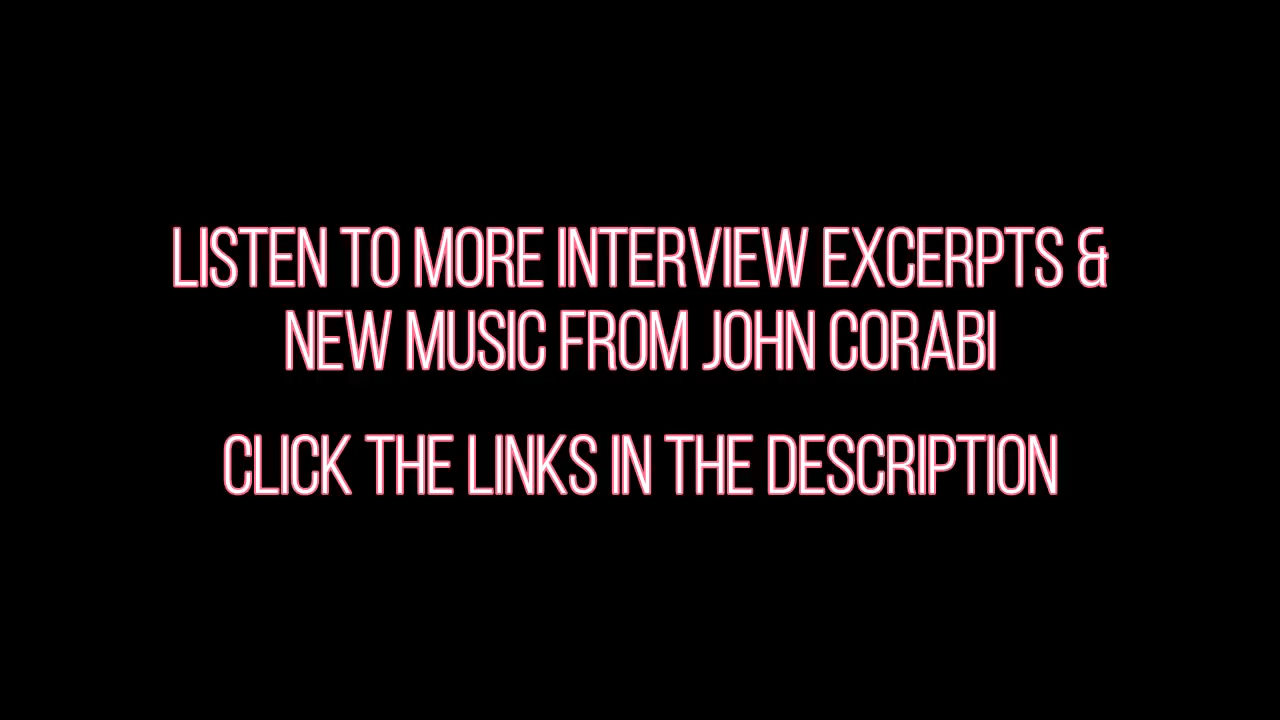 LISTEN TO MORE INTERVIEW EXCERPTS &
NEW MUSIC FROM JOHN CORABI
CLICK THE LINKS IN THE DESCRIPTION